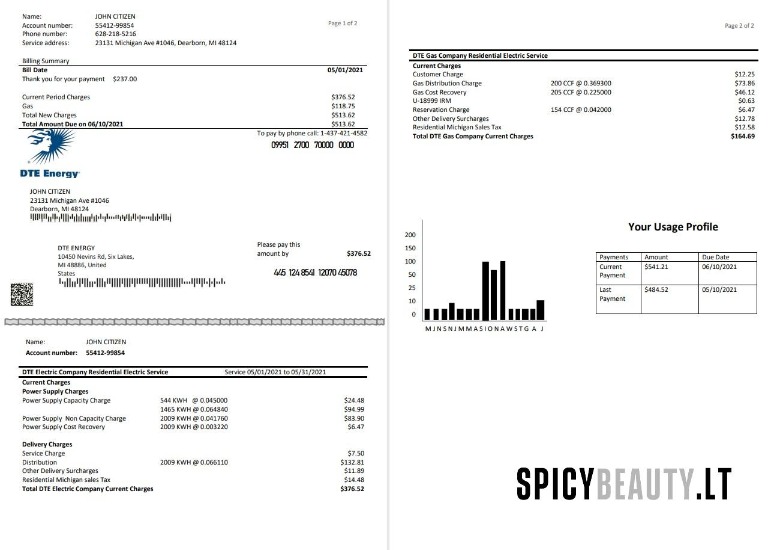 Name: JOHN CITIZEN
Account number: 55412-99854
Phone number: 628-218-5216
Service address: 23131 Michigan Ave #1046, Dearborn, MI 48124
Page 1 of 2
Billing Summary
Bill Date 05/01/2021
Thank you for your payment $237.00
Current Period Charges $376.52
Gas $118.75
Total New Charges $513.62
Total Amount Due on 06/10/2021 $513.62
To pay by phone call: 1-437-421-4582
09951 2700 70000 0000
DTE Energy
JOHN CITIZEN
23131 Michigan Ave #1046
Dearborn, MI 48124
DTE ENERGY
10450 Nevins Rd, Six Lakes,
MI 48886, United
States
Please pay this
amount by $376.52
445 124 8541 12070 45078
Name: JOHN CITIZEN
Account number: 55412-99854
DTE Electric Company Residential Electric Service Service 05/01/2021 to 05/31/2021
Current Charges
Power Supply Charges
Power Supply Capacity Charge 544 KWH @ 0.045000 $24.48
1465 KWH @ 0.064840 $94.99
Power Supply Non Capacity Charge 2009 KWH @ 0.041760 $83.90
Power Supply Cost Recovery 2009 KWH @ 0.003220 $6.47
Delivery Charges
Service Charge $7.50
Distribution 2009 KWH @ 0.066110 $132.81
Other Delivery Surcharges $11.89
Residential Michigan sales Tax $14.48
Total DTE Electric Company Current Charges $376.52
Page 2 of 2
DTE Gas Company Residential Electric Service
Current Charges
Customer Charge $12.25
Gas Distribution Charge 200 CCF @ 0.369300 $73.86
Gas Cost Recovery 205 CCF @ 0.225000 $46.12
U-18999 IRM $0.63
Reservation Charge 154 CCF @ 0.042000 $6.47
Other Delivery Surcharges $12.78
Residential Michigan Sales Tax $12.58
Total DTE Gas Company Current Charges $164.69
200
150
100
50
25
10
0
M J N S N J M M A S I O N A W S T G A J
Your Usage Profile
Payments Amount Due Date
Current Payment $541.21 06/10/2021
Last Payment $484.52 05/10/2021
SPICYBEAUTY.LT